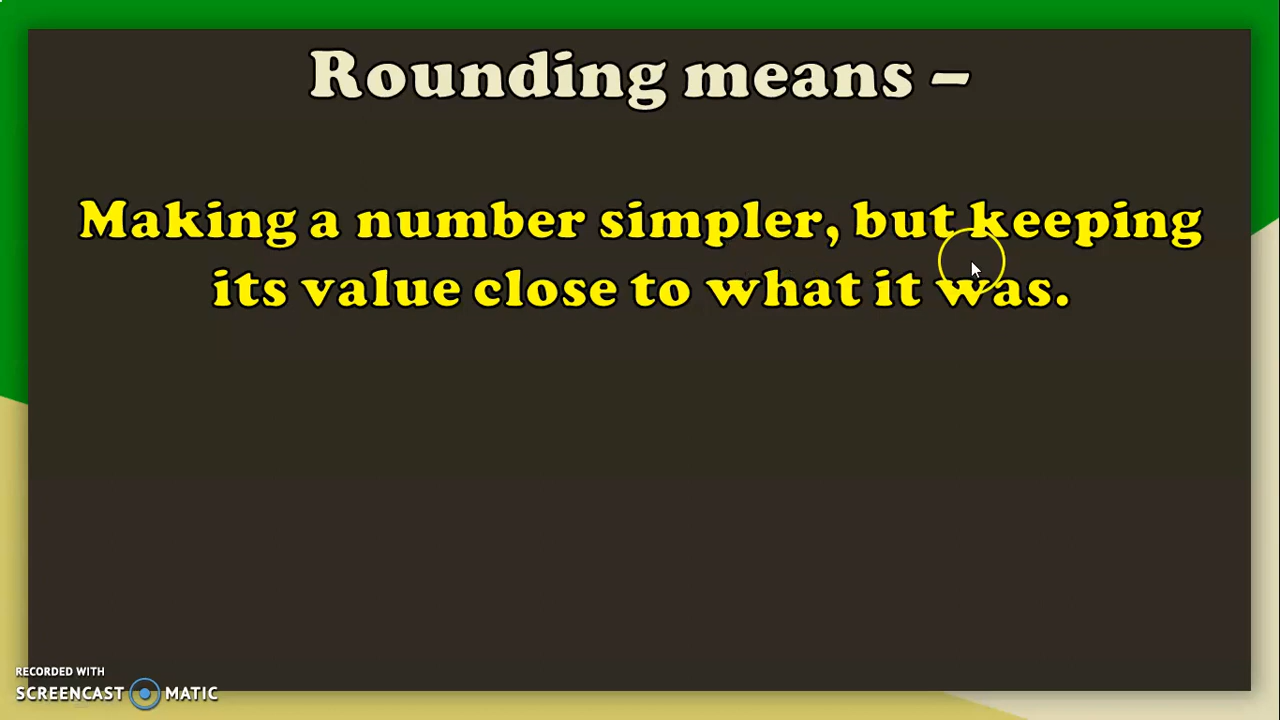 Rounding means –
Making a number simpler, but keeping
its value close to what it was.
RECORDED WITH
SCREENCAST MATIC